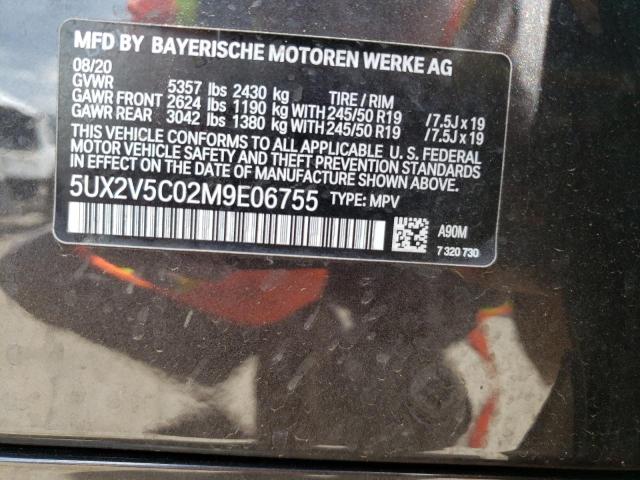 MFD BY BAYERISCHE MOTOREN WERKE AG
08/20
GVWR 5357 lbs 2430 kg TIRE / RIM
GAWR FRONT 2624 lbs 1190 kg WITH 245/50 R19 /7.5J x 19
GAWR REAR 3042 lbs 1380 kg WITH 245/50 R19 /7.5J x 19
THIS VEHICLE CONFORMS TO ALL APPLICABLE U. S. FEDERAL
MOTOR VEHICLE SAFETY AND THEFT PREVENTION STANDARDS
IN EFFECT ON DATE OF MANUFACTURE SHOWN ABOVE.
5UX2V5C02M9E06755 TYPE: MPV
A90M
7 320 730